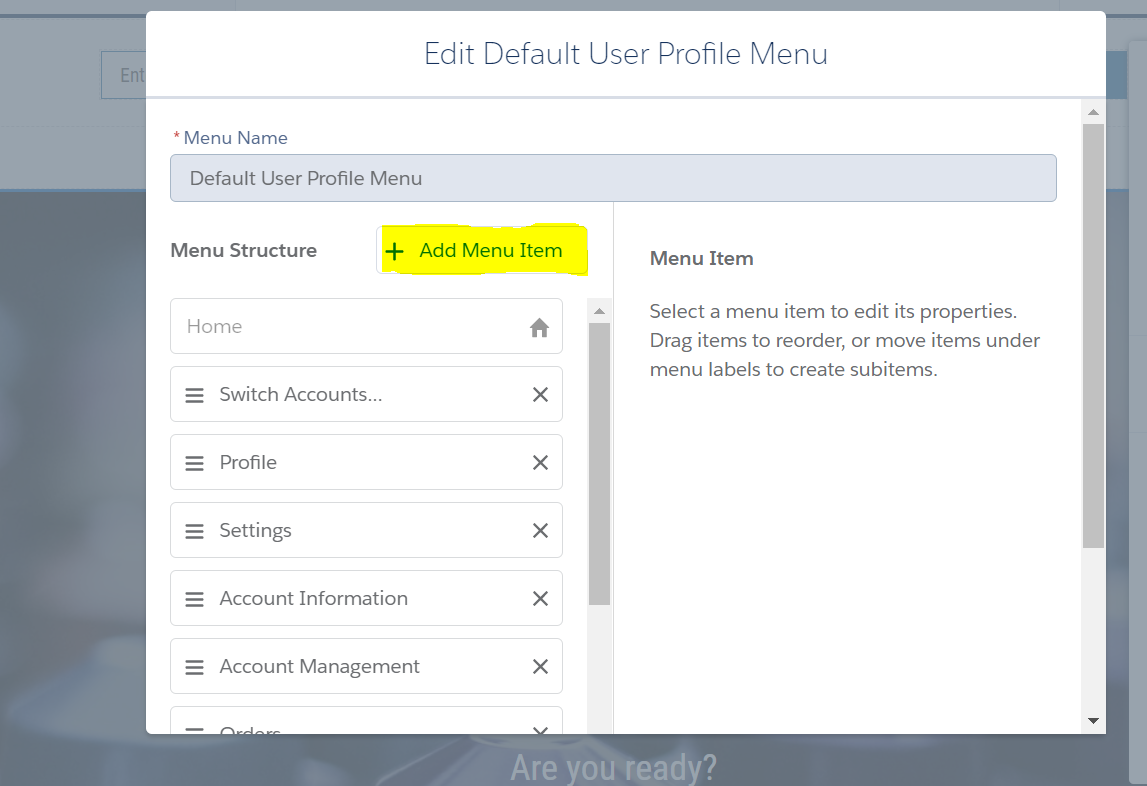 Edit Default User Profile Menu
Ent
* Menu Name
Default User Profile Menu
Menu Structure
+ Add Menu Item
Home
Switch Accounts...
Profile
Settings
Account Information
Account Management
Orders
Menu Item
Select a menu item to edit its properties.
Drag items to reorder, or move items under
menu labels to create subitems.
Are you ready?